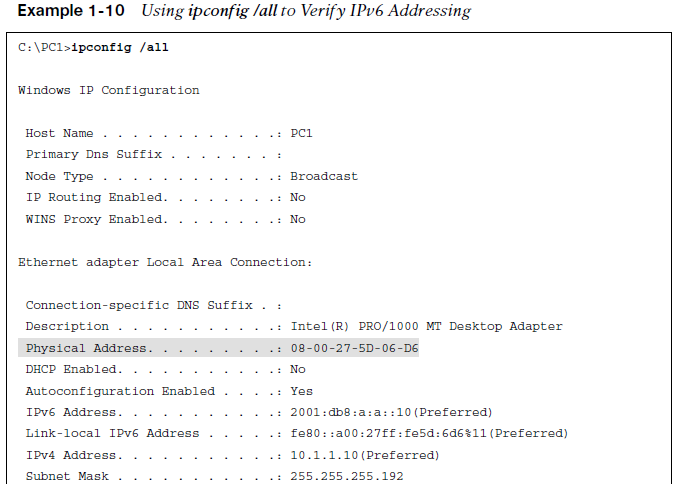 Example 1-10 Using ipconfig /all to Verify IPv6 Addressing
C:\PC1>ipconfig /all
Windows IP Configuration
Host Name . . . . . . . . . . . .: PC1
Primary Dns Suffix . . . . . . . :
Node Type . . . . . . . . . . . .: Broadcast
IP Routing Enabled. . . . . . . .: No
WINS Proxy Enabled. . . . . . . .: No
Ethernet adapter Local Area Connection:
Connection-specific DNS Suffix . :
Description . . . . . . . . . . .: Intel(R) PRO/1000 MT Desktop Adapter
Physical Address. . . . . . . . .: 08-00-27-5D-06-D6
DHCP Enabled. . . . . . . . . . .: No
Autoconfiguration Enabled . . . .: Yes
IPv6 Address. . . . . . . . . . .: 2001:db8:a:a::10(Preferred)
Link-local IPv6 Address . . . . .: fe80::a00:27ff:fe5d:6d6%11(Preferred)
IPv4 Address. . . . . . . . . . .: 10.1.1.10(Preferred)
Subnet Mask . . . . . . . . . . .: 255.255.255.192